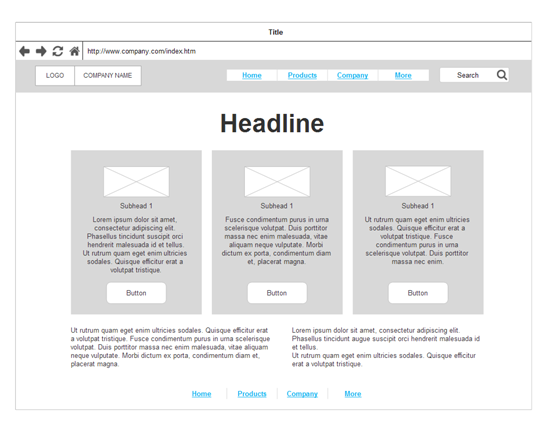 Title
http://www.company.com/index.htm
LOGO COMPANY NAME Home Products Company More Search
Headline
Subhead 1
Lorem ipsum dolor sit amet,
consectetur adipiscing elit.
Phasellus tincidunt suscipit orci
hendrerit malesuada id et tellus.
Ut rutrum quam eget enim ultricies
sodales. Quisque efficitur erat a
volutpat tristique.
Button
Subhead 1
Fusce condimentum purus in urna
scelerisque volutpat. Duis porttitor
massa nec enim malesuada, vitae
aliquam neque vulputate. Morbi
dictum ex porta, condimentum diam
et, placerat magna.
Button
Subhead 1
Ut rutrum quam eget enim ultricies
sodales. Quisque efficitur erat a
volutpat tristique. Fusce
condimentum purus in urna
scelerisque volutpat. Duis porttitor
massa nec enim.
Button
Ut rutrum quam eget enim ultricies sodales. Quisque efficitur erat
a volutpat tristique. Fusce condimentum purus in urna scelerisque
volutpat. Duis porttitor massa nec enim malesuada, vitae aliquam
neque vulputate. Morbi dictum ex porta, condimentum diam et,
placerat magna.
Lorem ipsum dolor sit amet, consectetur adipiscing elit.
Phasellus tincidunt augue suscipit orci hendrerit malesuada id
et tellus.
Ut rutrum quam eget enim ultricies sodales. Quisque efficitur
erat volutpat tristique.
Home Products Company More